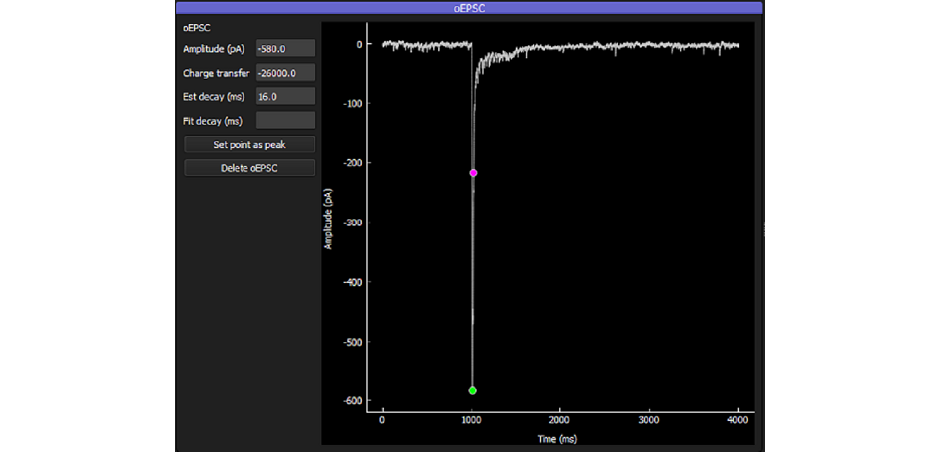 oEPSC
oEPSC
Amplitude (pA) -580.0
Charge transfer -26000.0
Est decay (ms) 16.0
Fit decay (ms)
Set point as peak
Delete oEPSC
Amplitude (pA)
0
-100
-200
-300
-400
-500
-600
0 1000 2000 3000 4000
Time (ms)